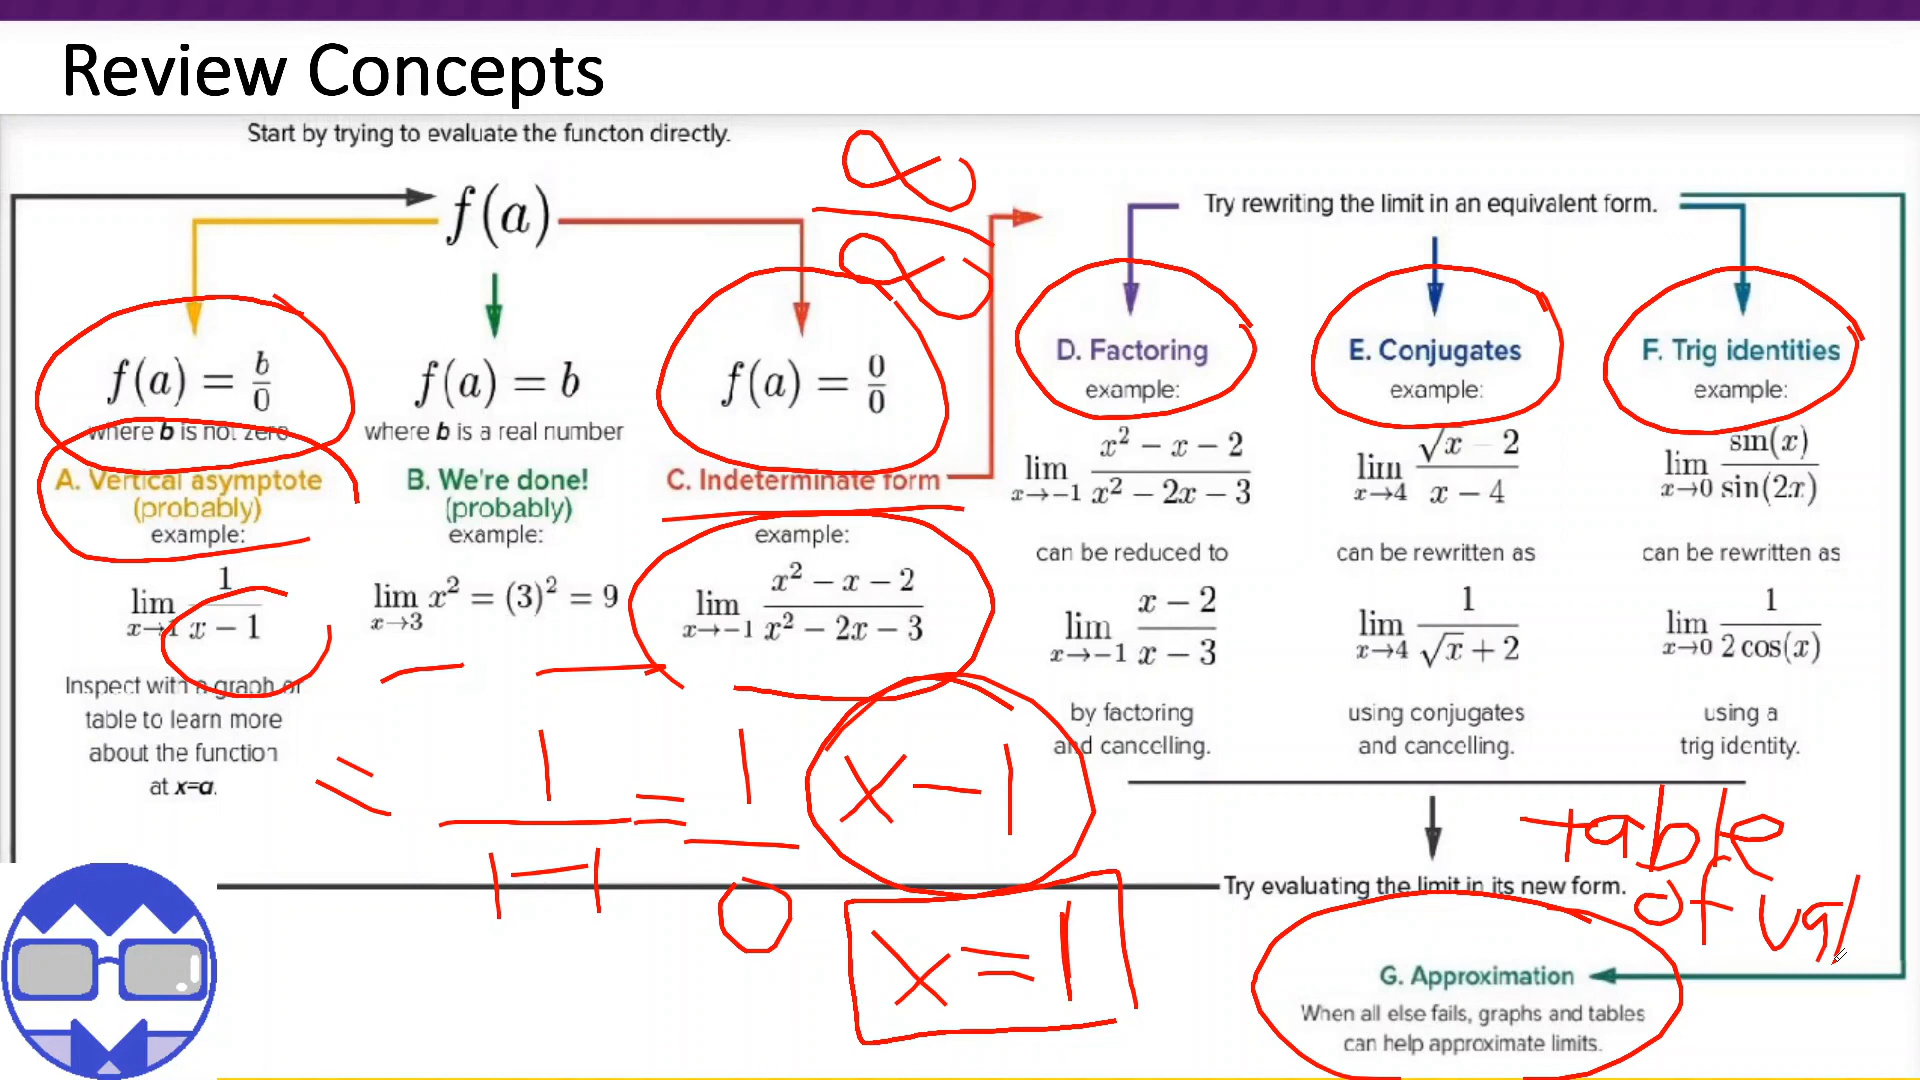 Review Concepts
Start by trying to evaluate the functon directly.
f(a)
∞
∞
f(a) = b/0
where b is not zero
A. Vertical asymptote
(probably)
example:
lim x→1 1/(x − 1)
Inspect with a graph or
table to learn more
about the function
at x=a.
f(a) = b
where b is a real number
B. We're done!
(probably)
example:
lim x→3 x² = (3)² = 9
f(a) = 0/0
C. Indeterminate form
example:
lim x→−1 (x² − x − 2)/(x² − 2x − 3)
Try rewriting the limit in an equivalent form.
D. Factoring
example:
lim x→−1 (x² − x − 2)/(x² − 2x − 3)
can be reduced to
lim x→−1 (x − 2)/(x − 3)
by factoring
and cancelling.
E. Conjugates
example:
lim x→4 (√x − 2)/(x − 4)
can be rewritten as
lim x→4 1/(√x + 2)
using conjugates
and cancelling.
F. Trig identities
example:
lim x→0 sin(x)/sin(2x)
can be rewritten as
lim x→0 1/(2 cos(x))
using a
trig identity.
= 1/(1−1) = 1/0
x − 1
x = 1
Try evaluating the limit in its new form.
table
of val
G. Approximation
When all else fails, graphs and tables
can help approximate limits.